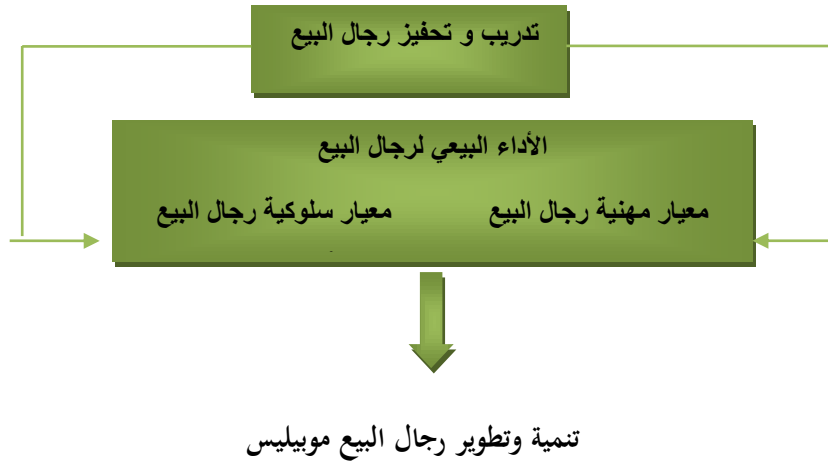 تدريب و تحفيز رجال البيع
الأداء البيعي لرجال البيع
معيار مهنية رجال البيع معيار سلوكية رجال البيع
تنمية وتطوير رجال البيع موبيليس